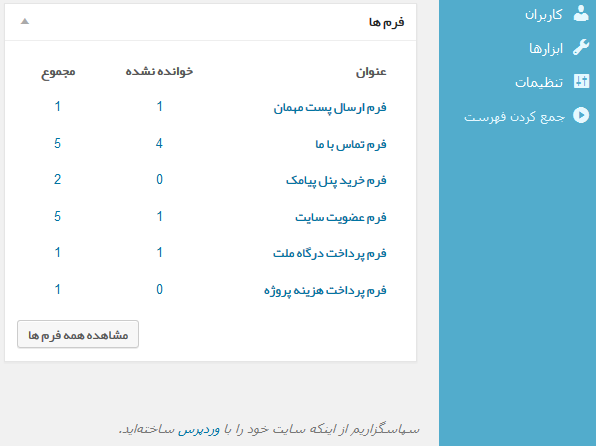 کاربران
ابزارها
تنظیمات
جمع کردن فهرست
فرم ها
عنوان خوانده نشده مجموع
فرم ارسال پست مهمان 1 1
فرم تماس با ما 4 5
فرم خرید پنل پیامک 0 2
فرم عضویت سایت 1 5
فرم پرداخت درگاه ملت 1 1
فرم پرداخت هزینه پروژه 0 1
مشاهده همه فرم ها
سپاسگزاریم از اینکه سایت خود را با وردپرس ساخته‌اید.